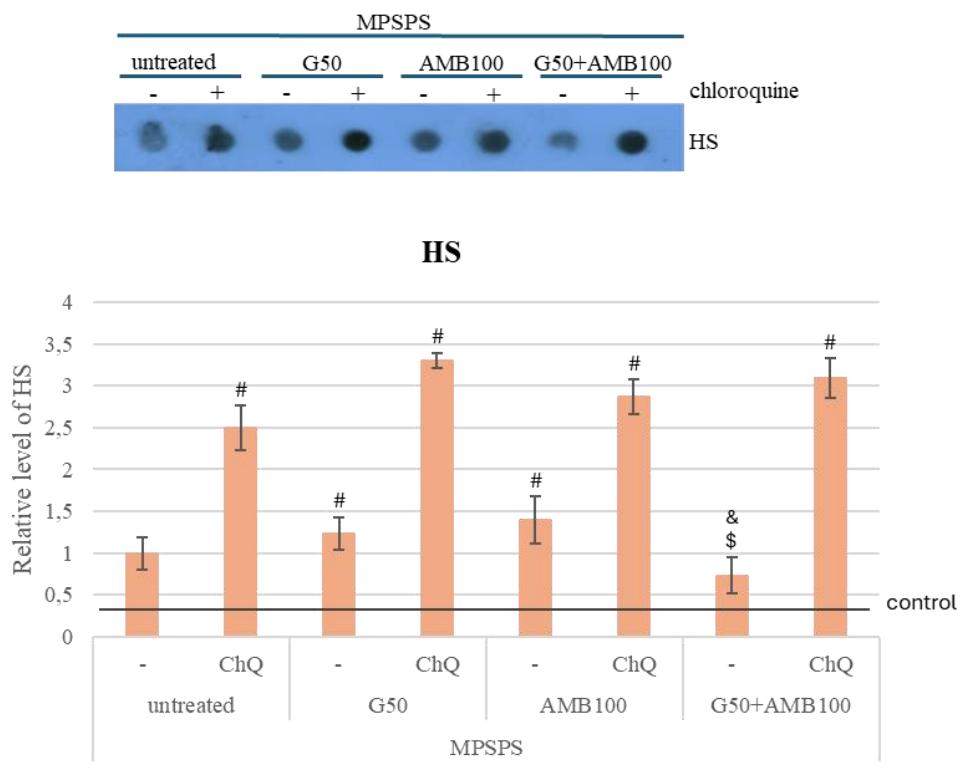 MPSPS
untreated G50 AMB100 G50+AMB100
- + - + - + - + chloroquine
HS
HS
Relative level of HS
4
3,5
3
2,5
2
1,5
1
0,5
0
# # # # # # & $ #
control
- ChQ - ChQ - ChQ - ChQ
untreated G50 AMB100 G50+AMB100
MPSPS